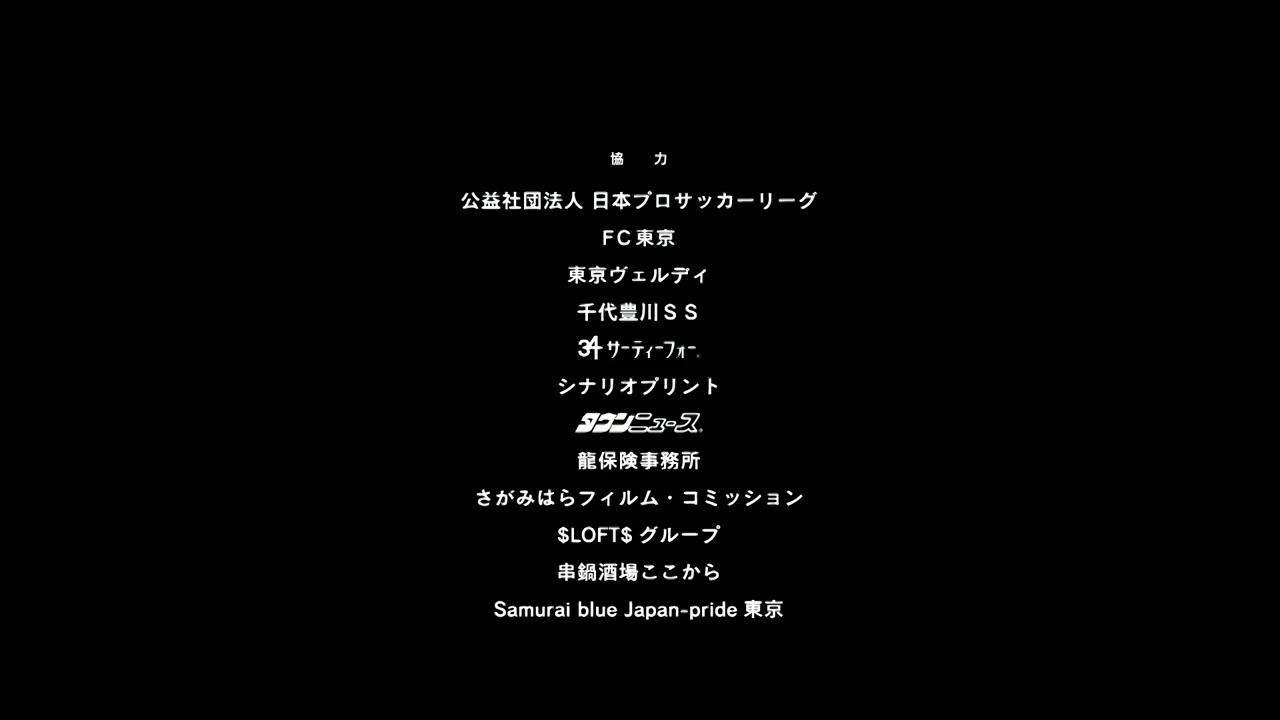 協　力
公益社団法人 日本プロサッカーリーグ
FC東京
東京ヴェルディ
千代豊川ＳＳ
34 サーティーフォー®
シナリオプリント
タウンニュース®
龍保険事務所
さがみはらフィルム・コミッション
$LOFT$ グループ
串鍋酒場ここから
Samurai blue Japan-pride 東京